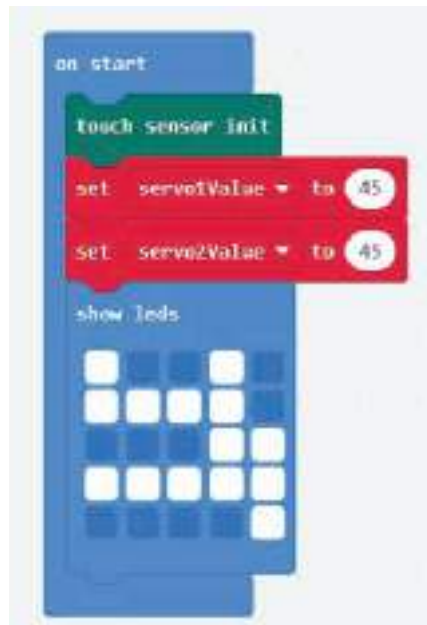 on start
touch sensor init
set servo1Value to 45
set servo2Value to 45
show leds